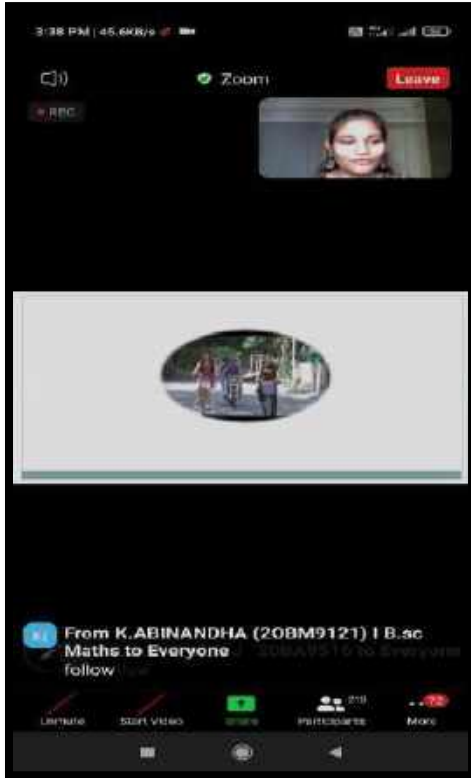 3:38 PM | 45.6KB/s
Zoom
Leave
REC
From K.ABINANDHA (20BM9121) I B.sc
Maths to Everyone
follow
Unmute
Start Video
Share
Participants
More